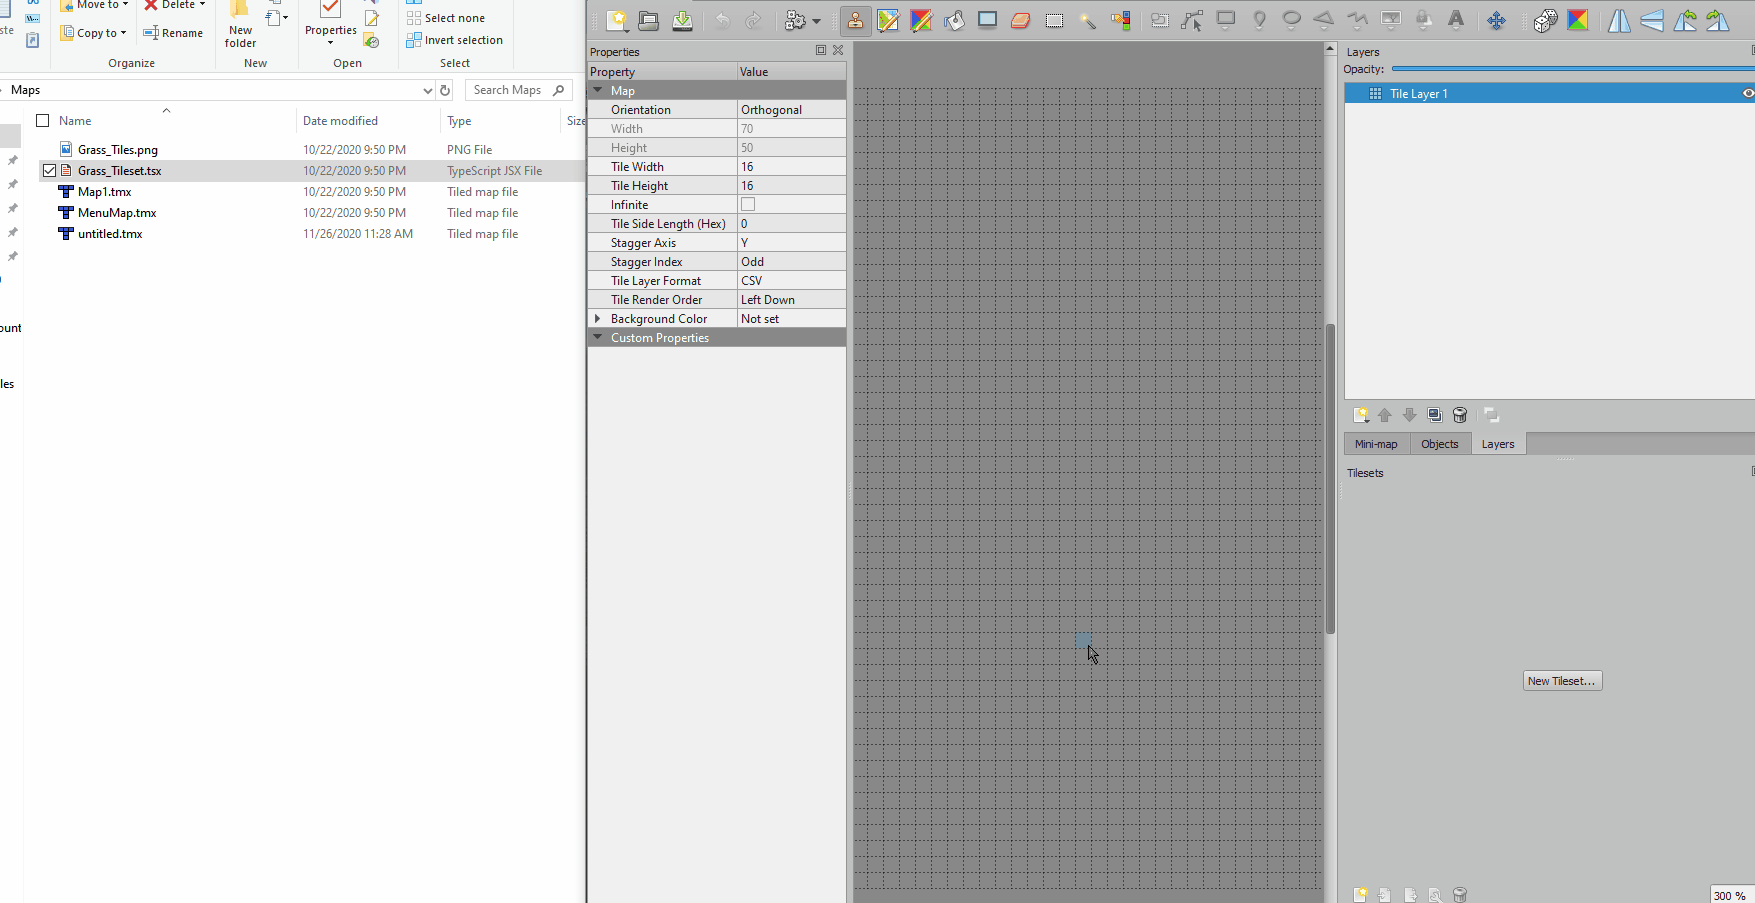 Move to
Delete
Copy to
Rename
New
folder
Properties
Select none
Invert selection
Organize
New
Open
Select
Maps
Search Maps
Name
Date modified
Type
Size
Grass_Tiles.png 10/22/2020 9:50 PM PNG File
Grass_Tileset.tsx 10/22/2020 9:50 PM TypeScript JSX File
Map1.tmx 10/22/2020 9:50 PM Tiled map file
MenuMap.tmx 10/22/2020 9:50 PM Tiled map file
untitled.tmx 11/26/2020 11:28 AM Tiled map file
ount
les
Properties
Property Value
Map
Orientation Orthogonal
Width 70
Height 50
Tile Width 16
Tile Height 16
Infinite
Tile Side Length (Hex) 0
Stagger Axis Y
Stagger Index Odd
Tile Layer Format CSV
Tile Render Order Left Down
Background Color Not set
Custom Properties
Layers
Opacity:
Tile Layer 1
Mini-map Objects Layers
Tilesets
New Tileset...
300 %